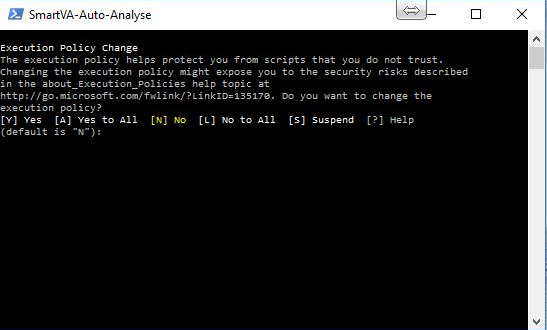 SmartVA-Auto-Analyse
Execution Policy Change
The execution policy helps protect you from scripts that you do not trust.
Changing the execution policy might expose you to the security risks described
in the about_Execution_Policies help topic at
http://go.microsoft.com/fwlink/?LinkID=135170. Do you want to change the
execution policy?
[Y] Yes  [A] Yes to All  [N] No  [L] No to All  [S] Suspend  [?] Help
(default is "N"):